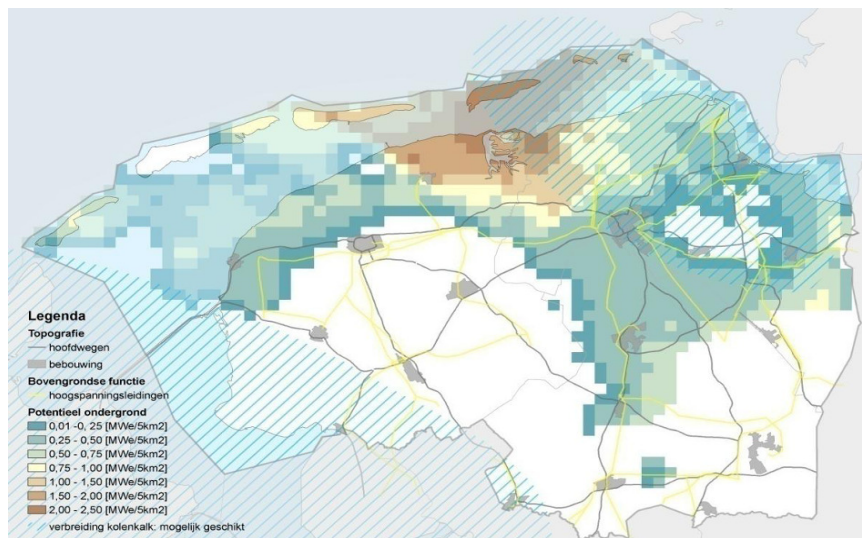 Legenda
Topografie
hoofdwegen
bebouwing
Bovengrondse functie
hoogspanningsleidingen
Potentieel ondergrond
0,01 -0, 25 [MWe/5km2]
0,25 - 0,50 [MWe/5km2]
0,50 - 0,75 [MWe/5km2]
0,75 - 1,00 [MWe/5km2]
1,00 - 1,50 [MWe/5km2]
1,50 - 2,00 [MWe/5km2]
2,00 - 2,50 [MWe/5km2]
verbreiding kolenkalk: mogelijk geschikt